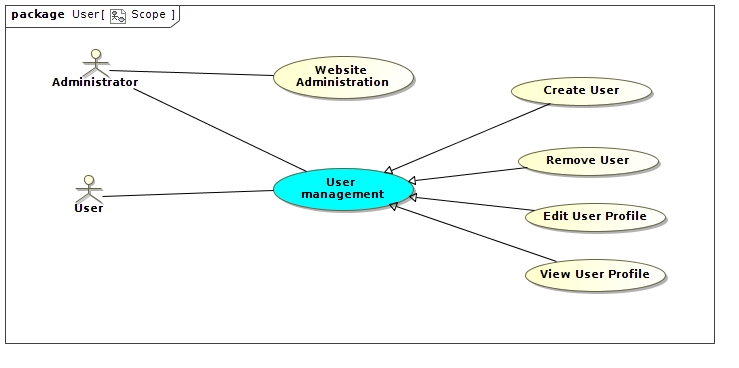 package User[ Scope ]
Administrator
Website
Administration
Create User
Remove User
User
User
management
Edit User Profile
View User Profile